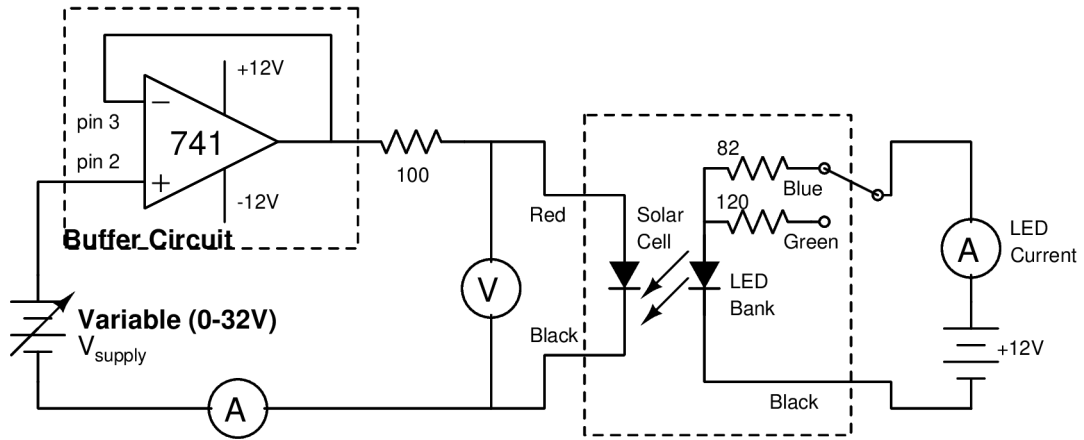 +12V
pin 3
741
pin 2
-12V
Buffer Circuit
100
Variable (0-32V)
Vsupply
A
V
Red
Black
Solar
Cell
82
Blue
120
Green
LED
Bank
Black
A
LED
Current
+12V